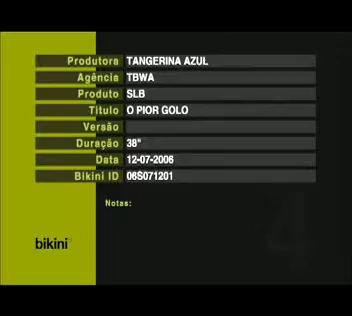 Produtora TANGERINA AZUL
Agência TBWA
Produto SLB
Título O PIOR GOLO
Versão
Duração 38"
Data 12-07-2006
Bikini ID 06S071201
Notas:
4
bikini